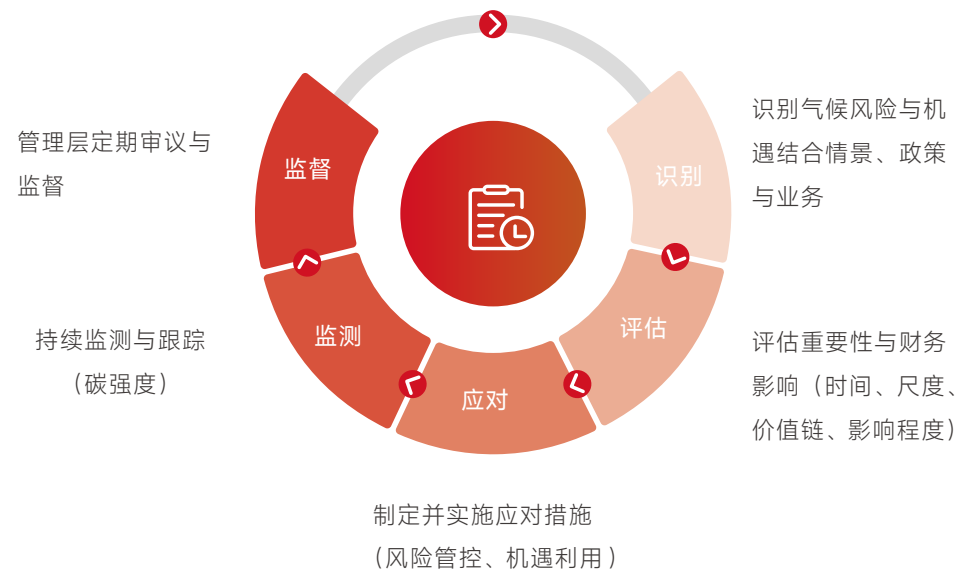 识别
识别气候风险与机
遇结合情景、政策
与业务
评估
评估重要性与财务
影响（时间、尺度、
价值链、影响程度）
应对
制定并实施应对措施
（风险管控、机遇利用）
监测
持续监测与跟踪
（碳强度）
监督
管理层定期审议与
监督